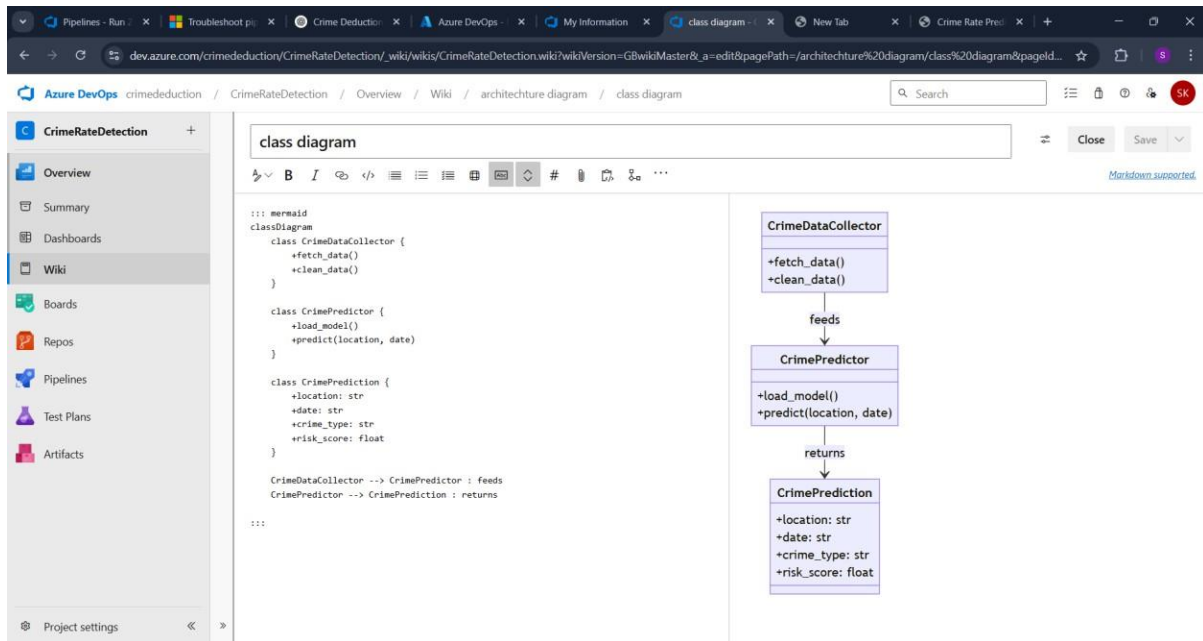 Pipelines - Run 2
Troubleshoot pip
Crime Deduction
Azure DevOps -
My Information
class diagram -
New Tab
Crime Rate Pred
dev.azure.com/crimededuction/CrimeRateDetection/_wiki/wikis/CrimeRateDetection.wiki?wikiVersion=GBwikiMaster&_a=edit&pagePath=/architechture%20diagram/class%20diagram&pageId...
S
Azure DevOps crimededuction / CrimeRateDetection / Overview / Wiki / architechture diagram / class diagram
Search
SK
C CrimeRateDetection
Overview
Summary
Dashboards
Wiki
Boards
Repos
Pipelines
Test Plans
Artifacts
Project settings
class diagram
Close
Save
B I </> # Abc ...
Markdown supported.
::: mermaid
classDiagram
class CrimeDataCollector {
+fetch_data()
+clean_data()
}
class CrimePredictor {
+load_model()
+predict(location, date)
}
class CrimePrediction {
+location: str
+date: str
+crime_type: str
+risk_score: float
}
CrimeDataCollector --> CrimePredictor : feeds
CrimePredictor --> CrimePrediction : returns
:::
CrimeDataCollector
+fetch_data()
+clean_data()
feeds
CrimePredictor
+load_model()
+predict(location, date)
returns
CrimePrediction
+location: str
+date: str
+crime_type: str
+risk_score: float